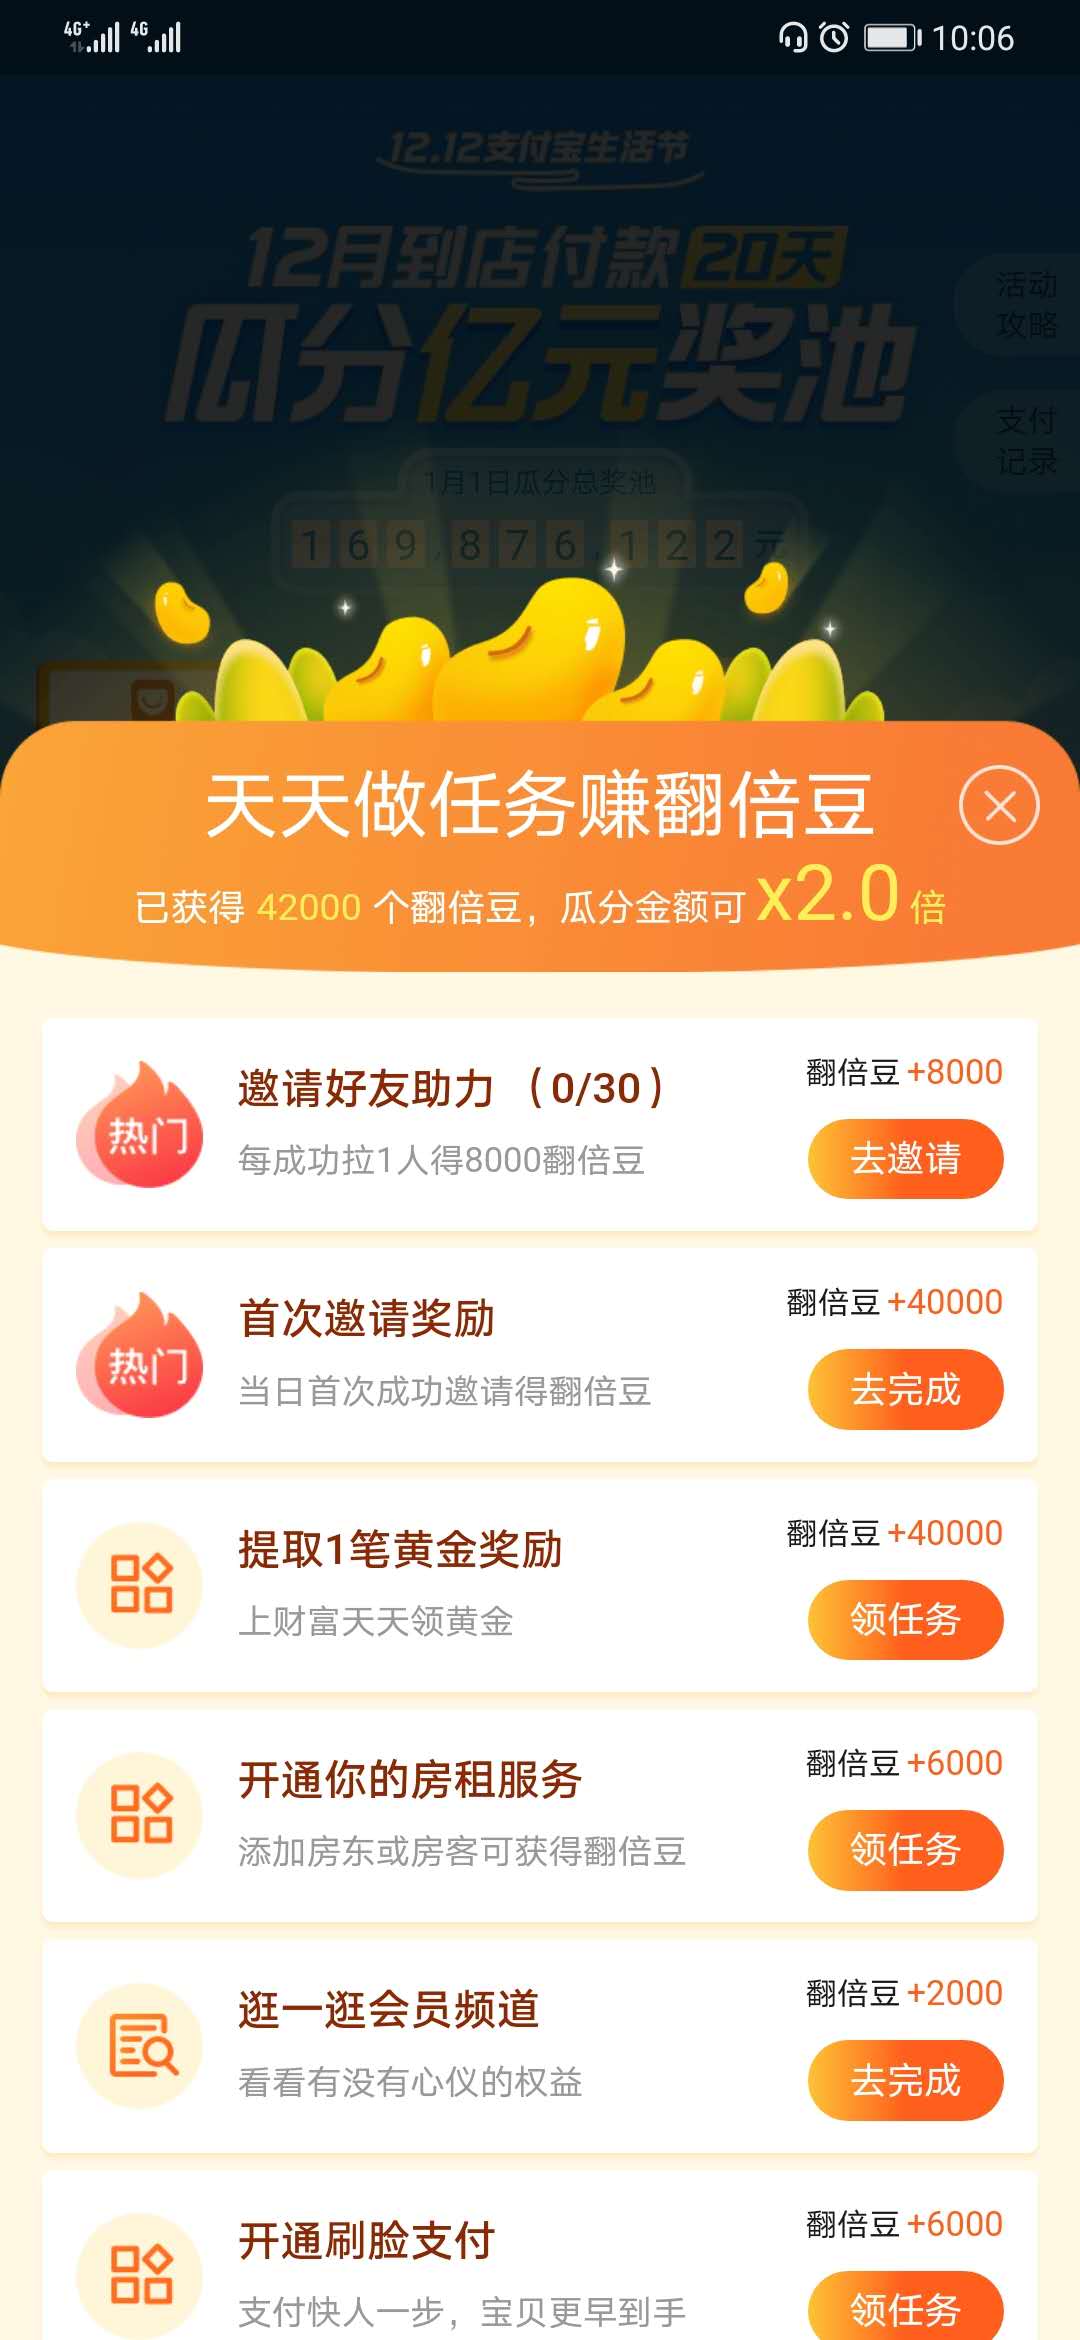 4G+ 4G 10:06
12.12支付宝生活节
12月到店付款20天
瓜分亿元奖池
活动
攻略
支付
记录
1月1日瓜分总奖池
169,876,122元
天天做任务赚翻倍豆
已获得 42000 个翻倍豆，瓜分金额可 x2.0 倍
热门
邀请好友助力 （0/30）
每成功拉1人得8000翻倍豆
翻倍豆 +8000
去邀请
热门
首次邀请奖励
当日首次成功邀请得翻倍豆
翻倍豆 +40000
去完成
提取1笔黄金奖励
上财富天天领黄金
翻倍豆 +40000
领任务
开通你的房租服务
添加房东或房客可获得翻倍豆
翻倍豆 +6000
领任务
逛一逛会员频道
看看有没有心仪的权益
翻倍豆 +2000
去完成
开通刷脸支付
支付快人一步，宝贝更早到手
翻倍豆 +6000
领任务